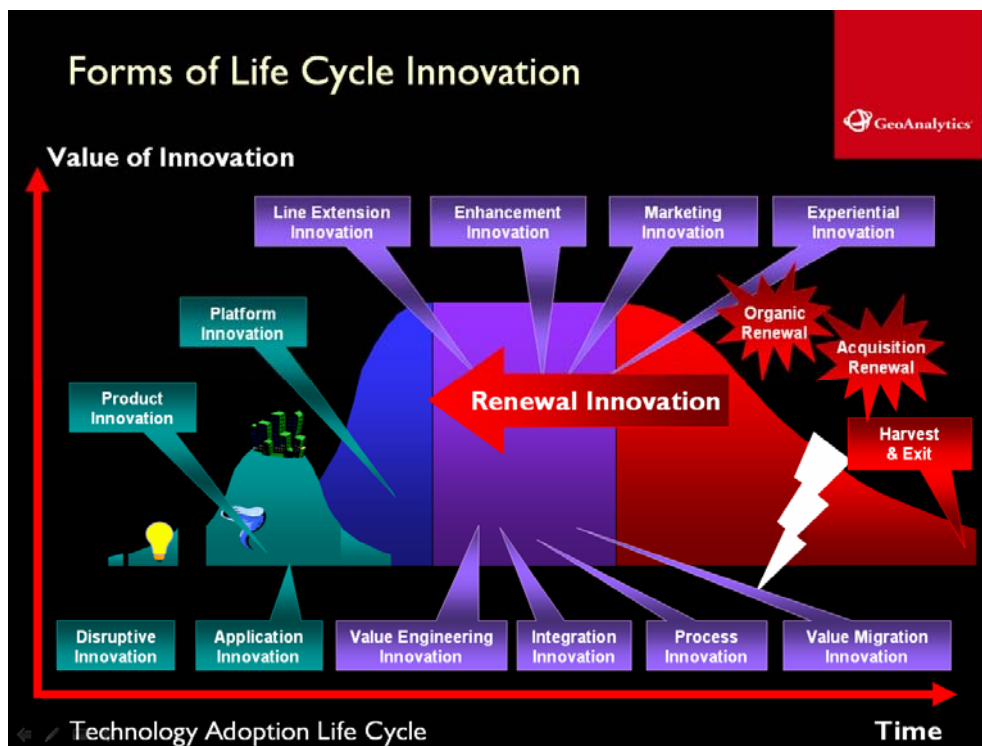 Forms of Life Cycle Innovation
GeoAnalytics
Value of Innovation
Line Extension
Innovation
Enhancement
Innovation
Marketing
Innovation
Experiential
Innovation
Platform
Innovation
Organic
Renewal
Acquisition
Renewal
Product
Innovation
Renewal Innovation
Harvest
& Exit
Disruptive
Innovation
Application
Innovation
Value Engineering
Innovation
Integration
Innovation
Process
Innovation
Value Migration
Innovation
Technology Adoption Life Cycle
Time